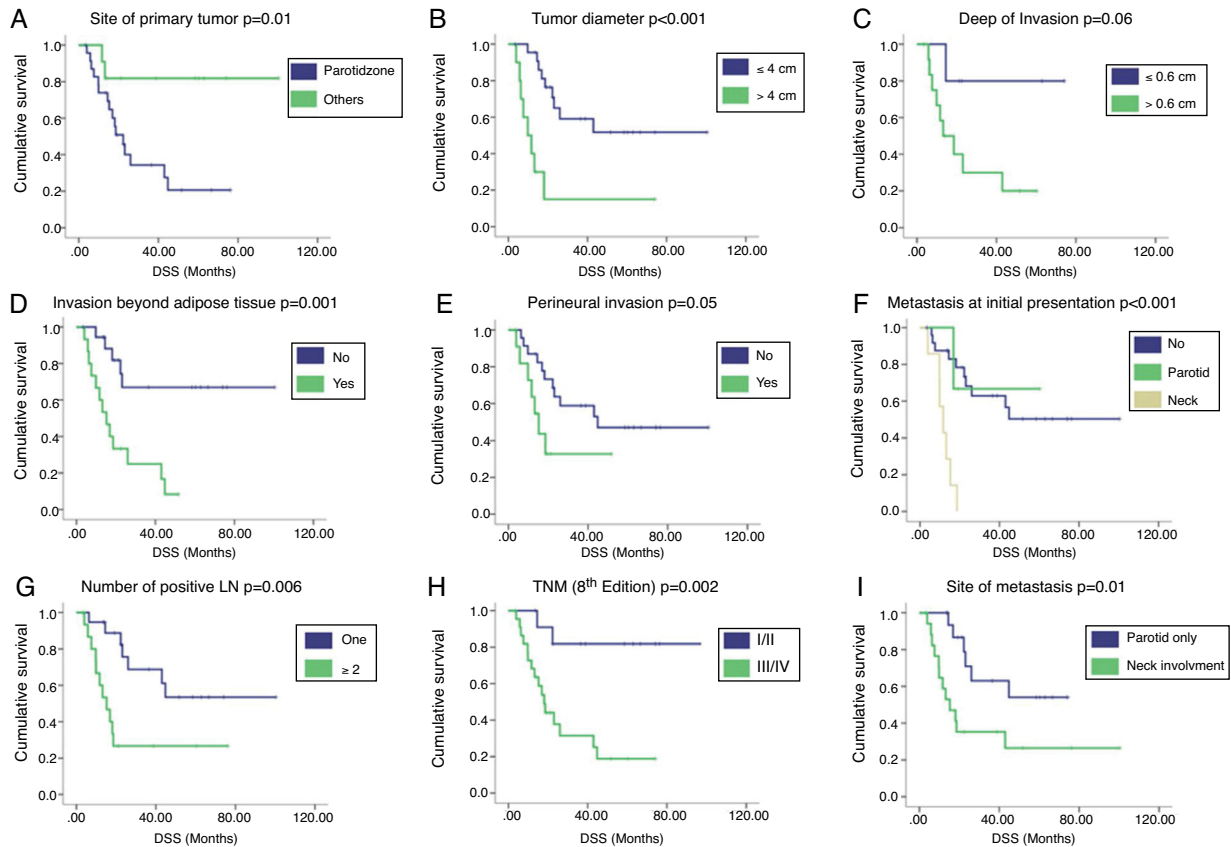 A
Site of primary tumor p=0.01
Cumulative survival
1.0
0.8
0.6
0.4
0.2
0.0
Parotidzone
Others
.00 40.00 80.00 120.00
DSS (Months)
B
Tumor diameter p<0.001
Cumulative survival
1.0
0.8
0.6
0.4
0.2
0.0
≤ 4 cm
> 4 cm
.00 40.00 80.00 120.00
DSS (Months)
C
Deep of Invasion p=0.06
Cumulative survival
1.0
0.8
0.6
0.4
0.2
0.0
≤ 0.6 cm
> 0.6 cm
.00 40.00 80.00 120.00
DSS (Months)
D
Invasion beyond adipose tissue p=0.001
Cumulative survival
1.0
0.8
0.6
0.4
0.2
0.0
No
Yes
.00 40.00 80.00 120.00
DSS (Months)
E
Perineural invasion p=0.05
Cumulative survival
1.0
0.8
0.6
0.4
0.2
0.0
No
Yes
.00 40.00 80.00 120.00
DSS (Months)
F
Metastasis at initial presentation p<0.001
Cumulative survival
1.0
0.8
0.6
0.4
0.2
0.0
No
Parotid
Neck
.00 40.00 80.00 120.00
DSS (Months)
G
Number of positive LN p=0.006
Cumulative survival
1.0
0.8
0.6
0.4
0.2
0.0
One
≥ 2
.00 40.00 80.00 120.00
DSS (Months)
H
TNM (8th Edition) p=0.002
Cumulative survival
1.0
0.8
0.6
0.4
0.2
0.0
I/II
III/IV
.00 40.00 80.00 120.00
DSS (Months)
I
Site of metastasis p=0.01
Cumulative survival
1.0
0.8
0.6
0.4
0.2
0.0
Parotid only
Neck involvment
.00 40.00 80.00 120.00
DSS (Months)